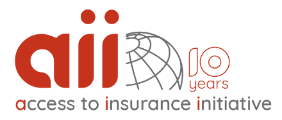 aii 10
years
access to insurance initiative